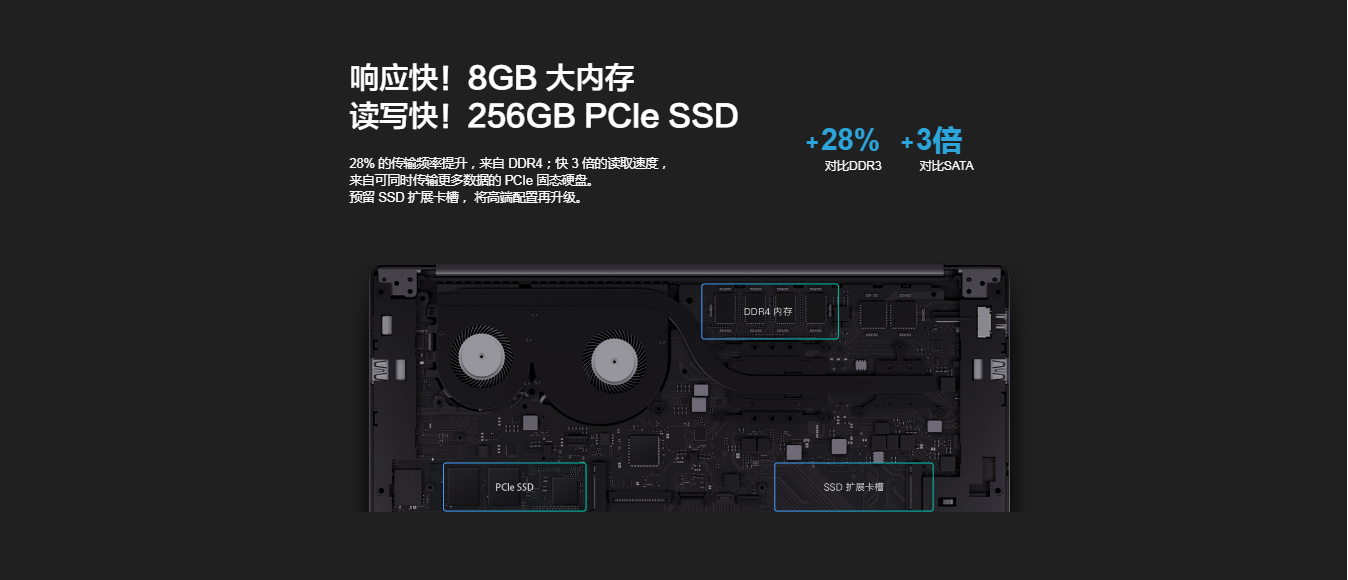 响应快！8GB 大内存
读写快！256GB PCIe SSD
28% 的传输频率提升，来自 DDR4；快 3 倍的读取速度，
来自可同时传输更多数据的 PCIe 固态硬盘。
预留 SSD 扩展卡槽， 将高端配置再升级。
+28%
对比DDR3
+3倍
对比SATA
DDR4 内存
PCIe SSD
SSD 扩展卡槽